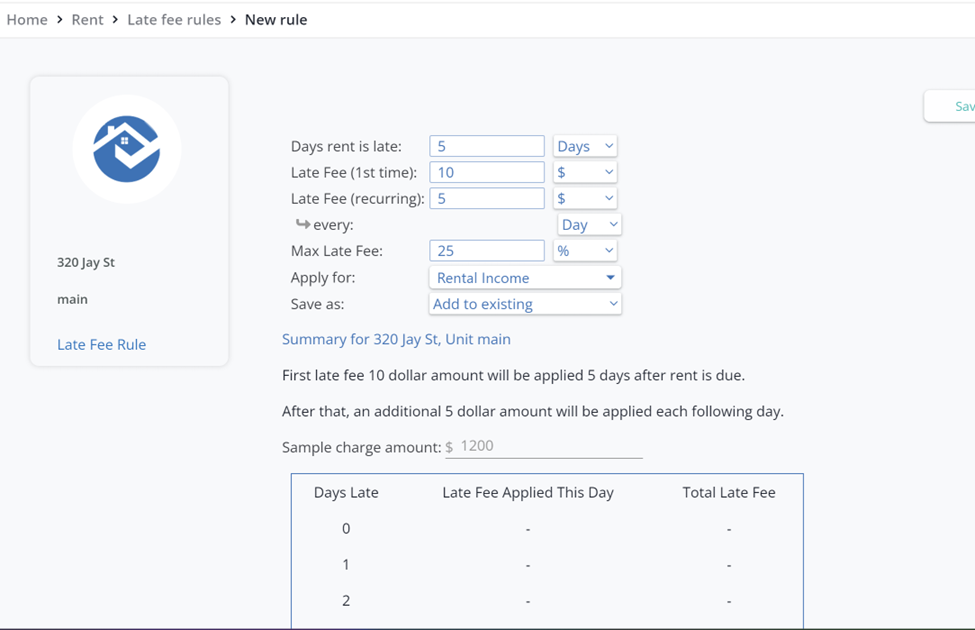 Home > Rent > Late fee rules > New rule
Sav
320 Jay St
main
Late Fee Rule
Days rent is late: 5 Days
Late Fee (1st time): 10 $
Late Fee (recurring): 5 $
↪every: Day
Max Late Fee: 25 %
Apply for: Rental Income
Save as: Add to existing
Summary for 320 Jay St, Unit main
First late fee 10 dollar amount will be applied 5 days after rent is due.
After that, an additional 5 dollar amount will be applied each following day.
Sample charge amount: $ 1200
Days Late Late Fee Applied This Day Total Late Fee
0 - -
1 - -
2 - -